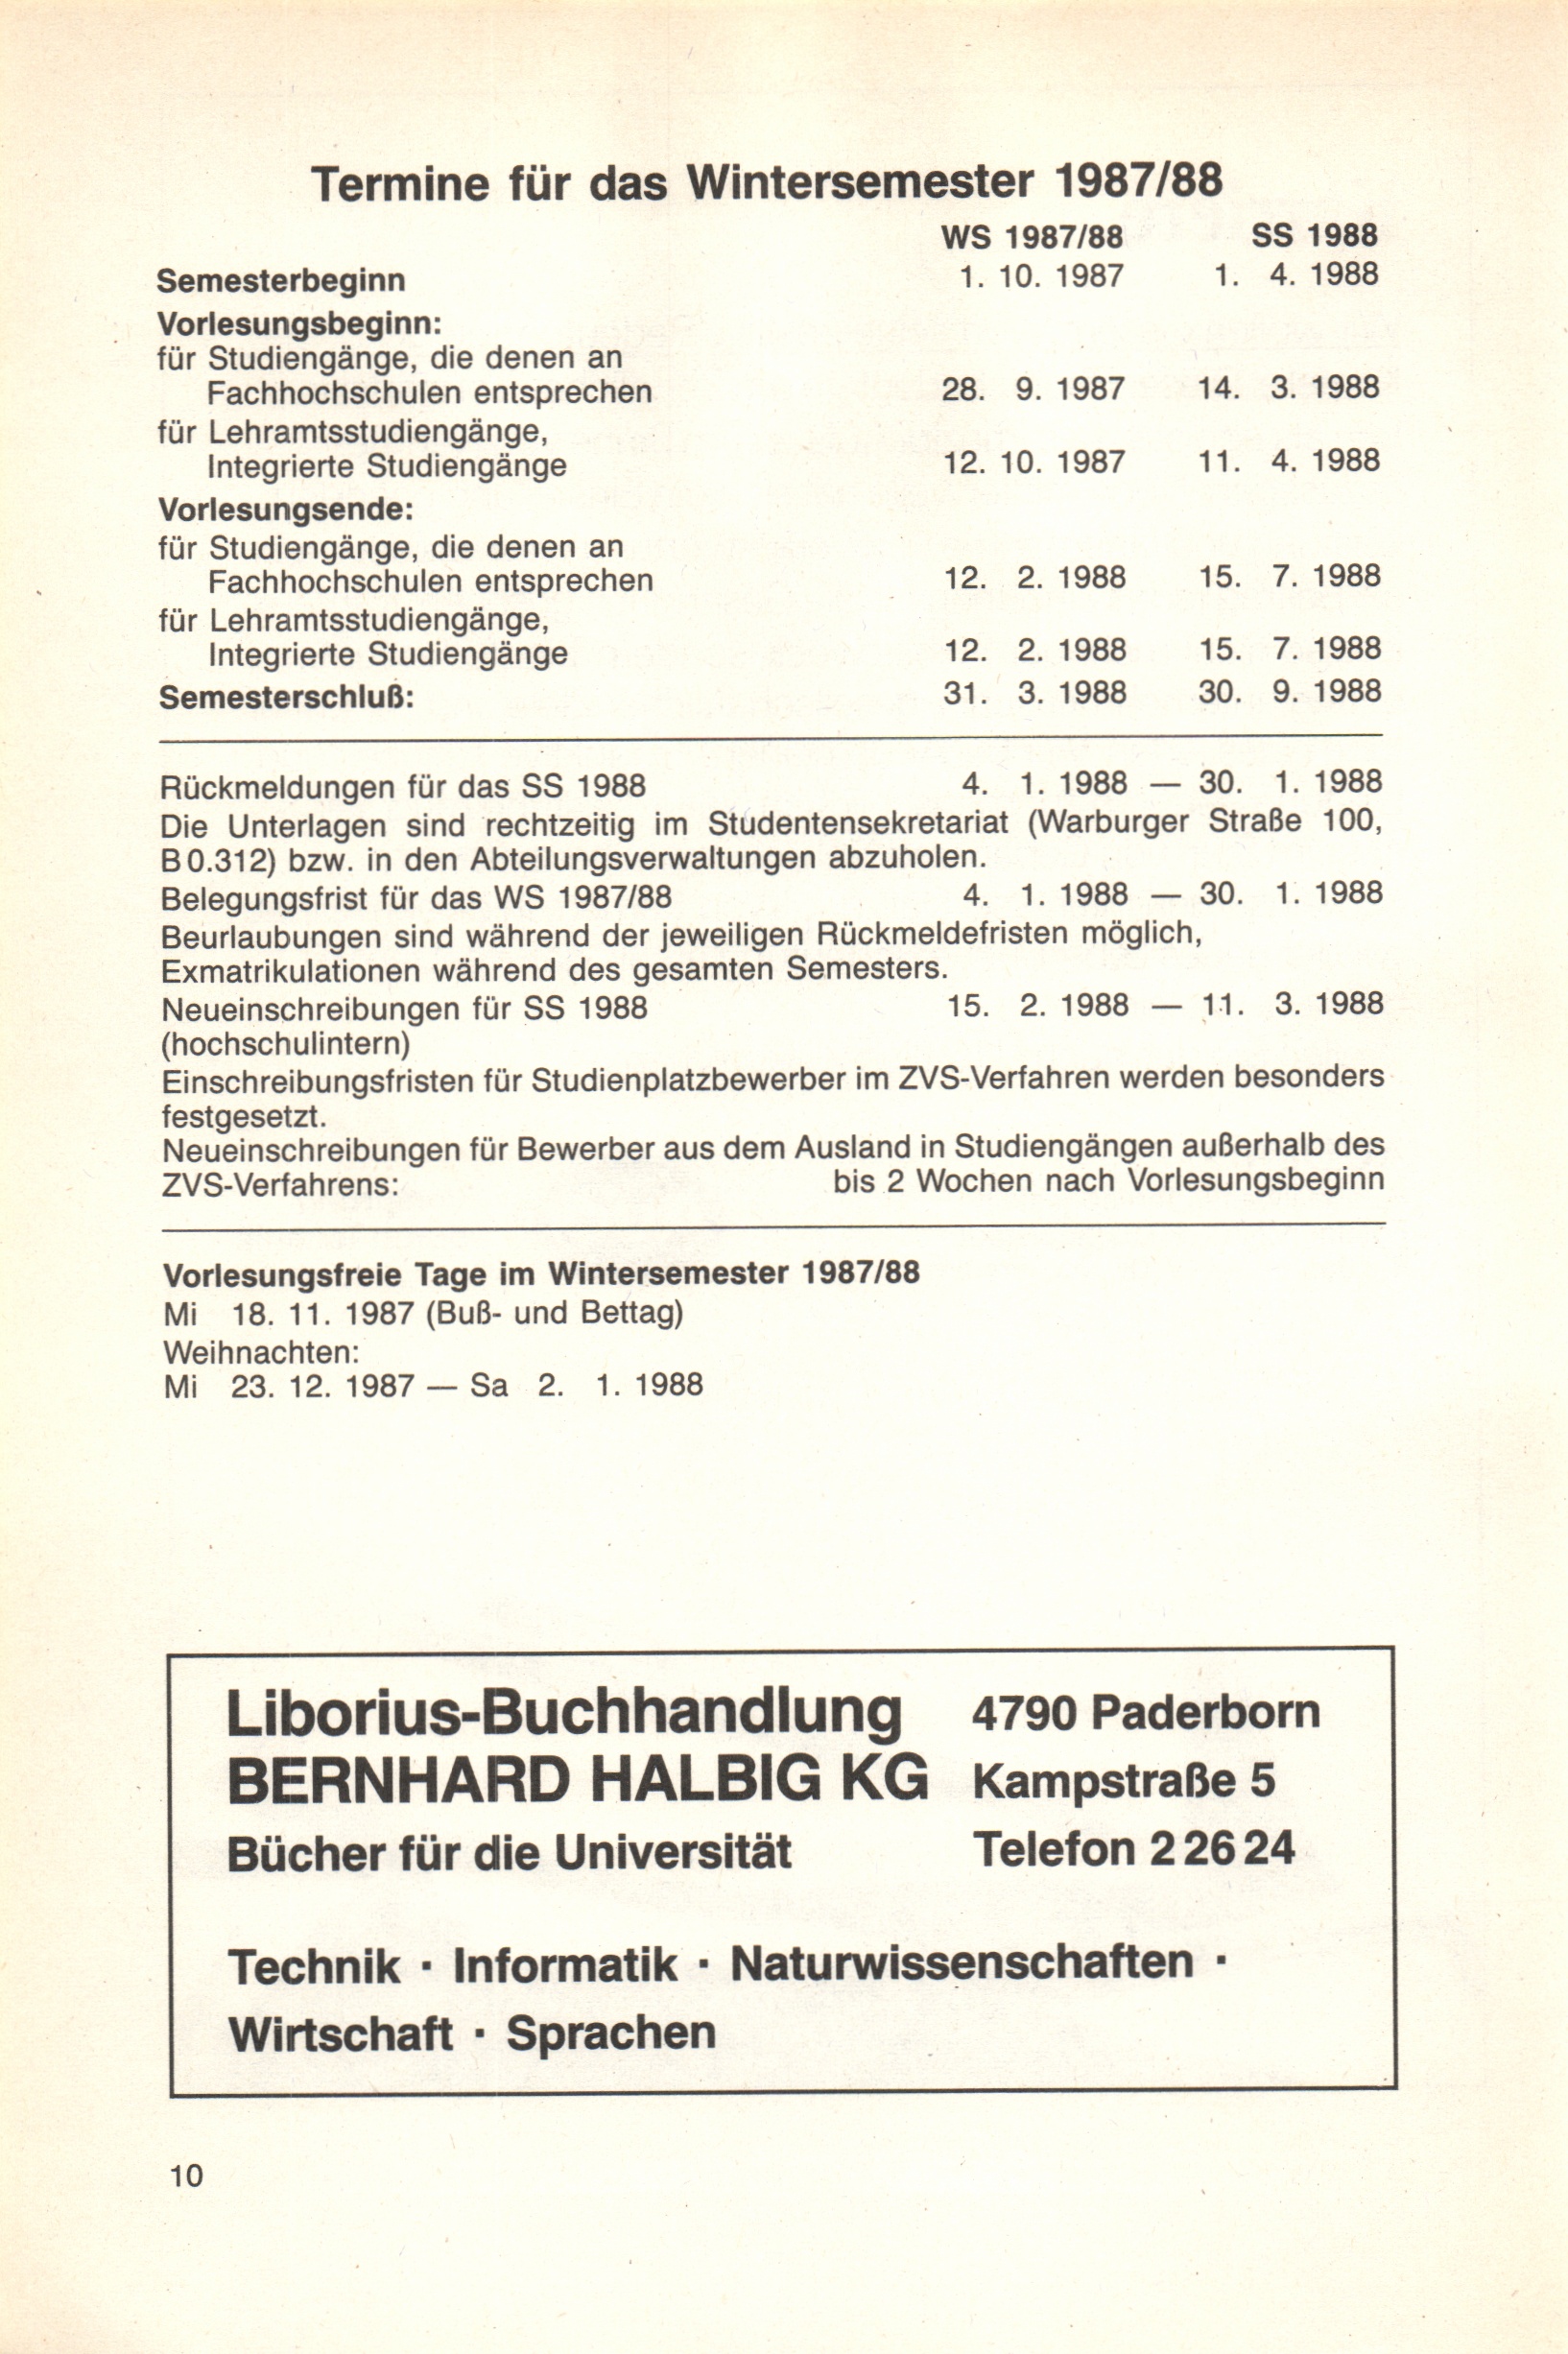 Termine für das Wintersemester 1987/88
WS 1987/88 SS 1988
Semesterbeginn 1. 10. 1987 1. 4. 1988
Vorlesungsbeginn:
für Studiengänge, die denen an
Fachhochschulen entsprechen 28. 9. 1987 14. 3. 1988
für Lehramtsstudiengänge,
Integrierte Studiengänge 12. 10. 1987 11. 4. 1988
Vorlesungsende:
für Studiengänge, die denen an
Fachhochschulen entsprechen 12. 2. 1988 15. 7. 1988
für Lehramtsstudiengänge,
Integrierte Studiengänge 12. 2. 1988 15. 7. 1988
Semesterschluß: 31. 3. 1988 30. 9. 1988
Rückmeldungen für das SS 1988 4. 1. 1988 — 30. 1. 1988
Die Unterlagen sind rechtzeitig im Studentensekretariat (Warburger Straße 100,
B 0.312) bzw. in den Abteilungsverwaltungen abzuholen.
Belegungsfrist für das WS 1987/88 4. 1. 1988 — 30. 1. 1988
Beurlaubungen sind während der jeweiligen Rückmeldefristen möglich,
Exmatrikulationen während des gesamten Semesters.
Neueinschreibungen für SS 1988 15. 2. 1988 — 11. 3. 1988
(hochschulintern)
Einschreibungsfristen für Studienplatzbewerber im ZVS-Verfahren werden besonders
festgesetzt.
Neueinschreibungen für Bewerber aus dem Ausland in Studiengängen außerhalb des
ZVS-Verfahrens: bis 2 Wochen nach Vorlesungsbeginn
Vorlesungsfreie Tage im Wintersemester 1987/88
Mi 18. 11. 1987 (Buß- und Bettag)
Weihnachten:
Mi 23. 12. 1987 — Sa 2. 1. 1988
Liborius-Buchhandlung 4790 Paderborn
BERNHARD HALBIG KG Kampstraße 5
Bücher für die Universität Telefon 2 26 24
Technik · Informatik · Naturwissenschaften ·
Wirtschaft · Sprachen
10